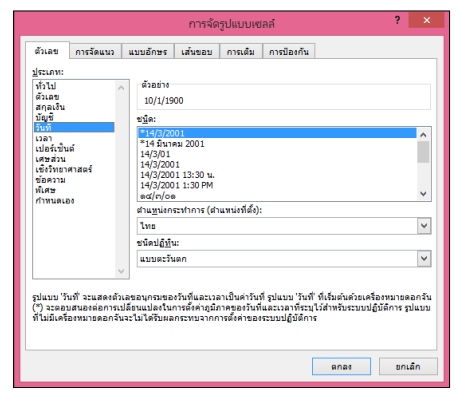 การจัดรูปแบบเซลล์
? ×
ตัวเลข การจัดแนว แบบอักษร เส้นขอบ การเติม การป้องกัน
ประเภท:
ทั่วไป
ตัวเลข
สกุลเงิน
บัญชี
วันที่
เวลา
เปอร์เซ็นต์
เศษส่วน
เชิงวิทยาศาสตร์
ข้อความ
พิเศษ
กำหนดเอง
ตัวอย่าง
10/1/1900
ชนิด:
*14/3/2001
*14 มีนาคม 2001
14/3/01
14/3/2001
14/3/2001 13:30 น.
14/3/2001 1:30 PM
๑๔/๓/๐๑
ตำแหน่งกระทำการ (ตำแหน่งที่ตั้ง):
ไทย
ชนิดปฏิทิน:
แบบตะวันตก
รูปแบบ 'วันที่' จะแสดงตัวเลขอนุกรมของวันที่และเวลาเป็นค่าวันที่ รูปแบบ 'วันที่' ที่เริ่มต้นด้วยเครื่องหมายดอกจัน
(*) จะตอบสนองต่อการเปลี่ยนแปลงในการตั้งค่าภูมิภาคของวันที่และเวลาที่ระบุไว้สำหรับระบบปฏิบัติการ รูปแบบ
ที่ไม่มีเครื่องหมายดอกจันจะไม่ได้รับผลกระทบจากการตั้งค่าของระบบปฏิบัติการ
ตกลง ยกเลิก